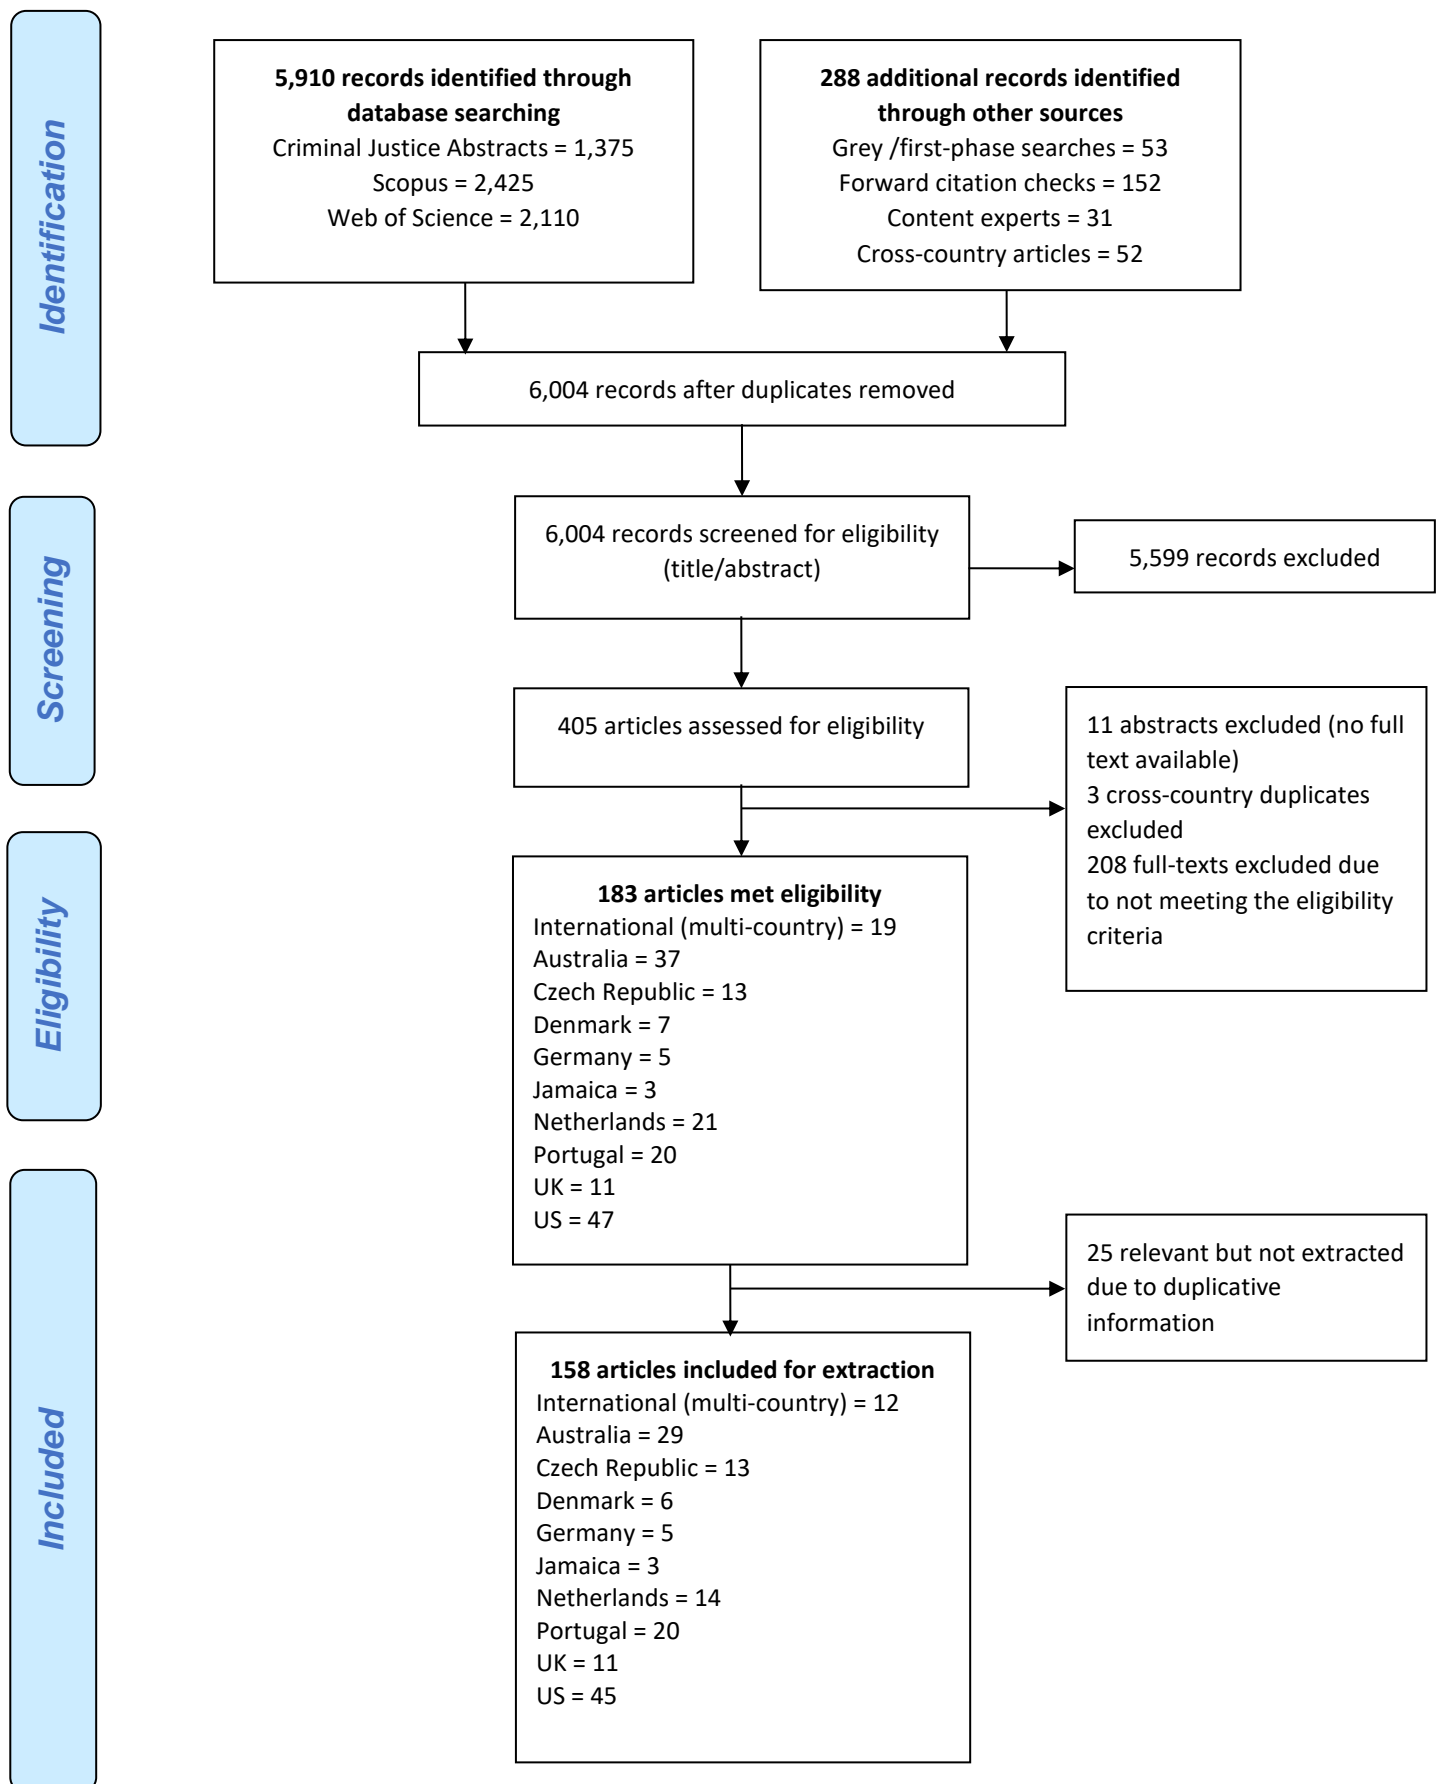 Identification
5,910 records identified through
database searching
Criminal Justice Abstracts = 1,375
Scopus = 2,425
Web of Science = 2,110
288 additional records identified
through other sources
Grey /first-phase searches = 53
Forward citation checks = 152
Content experts = 31
Cross-country articles = 52
6,004 records after duplicates removed
Screening
6,004 records screened for eligibility
(title/abstract)
5,599 records excluded
405 articles assessed for eligibility
11 abstracts excluded (no full
text available)
3 cross-country duplicates
excluded
208 full-texts excluded due
to not meeting the eligibility
criteria
Eligibility
183 articles met eligibility
International (multi-country) = 19
Australia = 37
Czech Republic = 13
Denmark = 7
Germany = 5
Jamaica = 3
Netherlands = 21
Portugal = 20
UK = 11
US = 47
25 relevant but not extracted
due to duplicative
information
Included
158 articles included for extraction
International (multi-country) = 12
Australia = 29
Czech Republic = 13
Denmark = 6
Germany = 5
Jamaica = 3
Netherlands = 14
Portugal = 20
UK = 11
US = 45